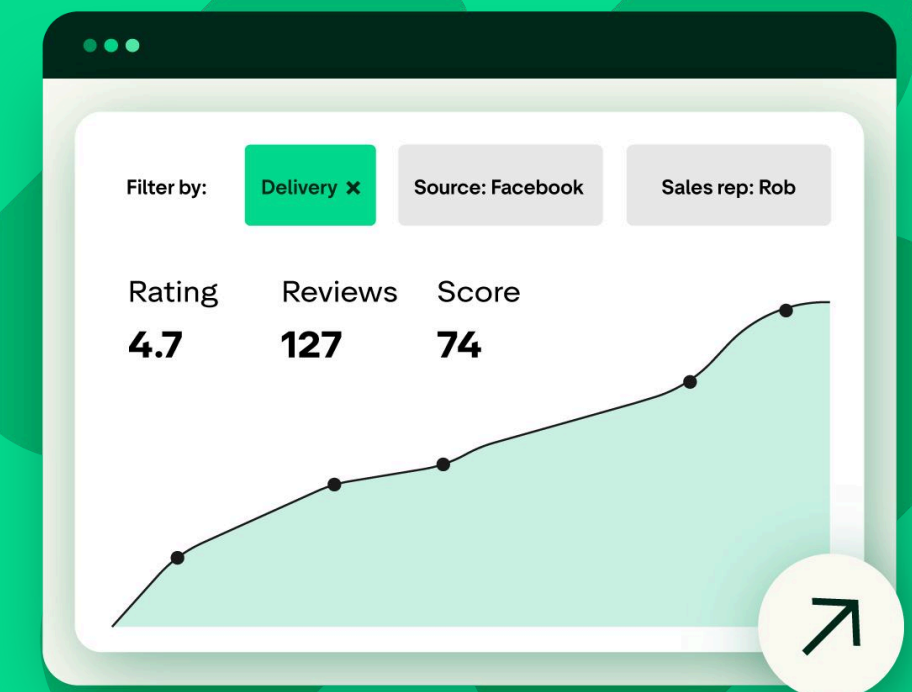 Filter by: Delivery × Source: Facebook Sales rep: Rob
Rating Reviews Score
4.7 127 74